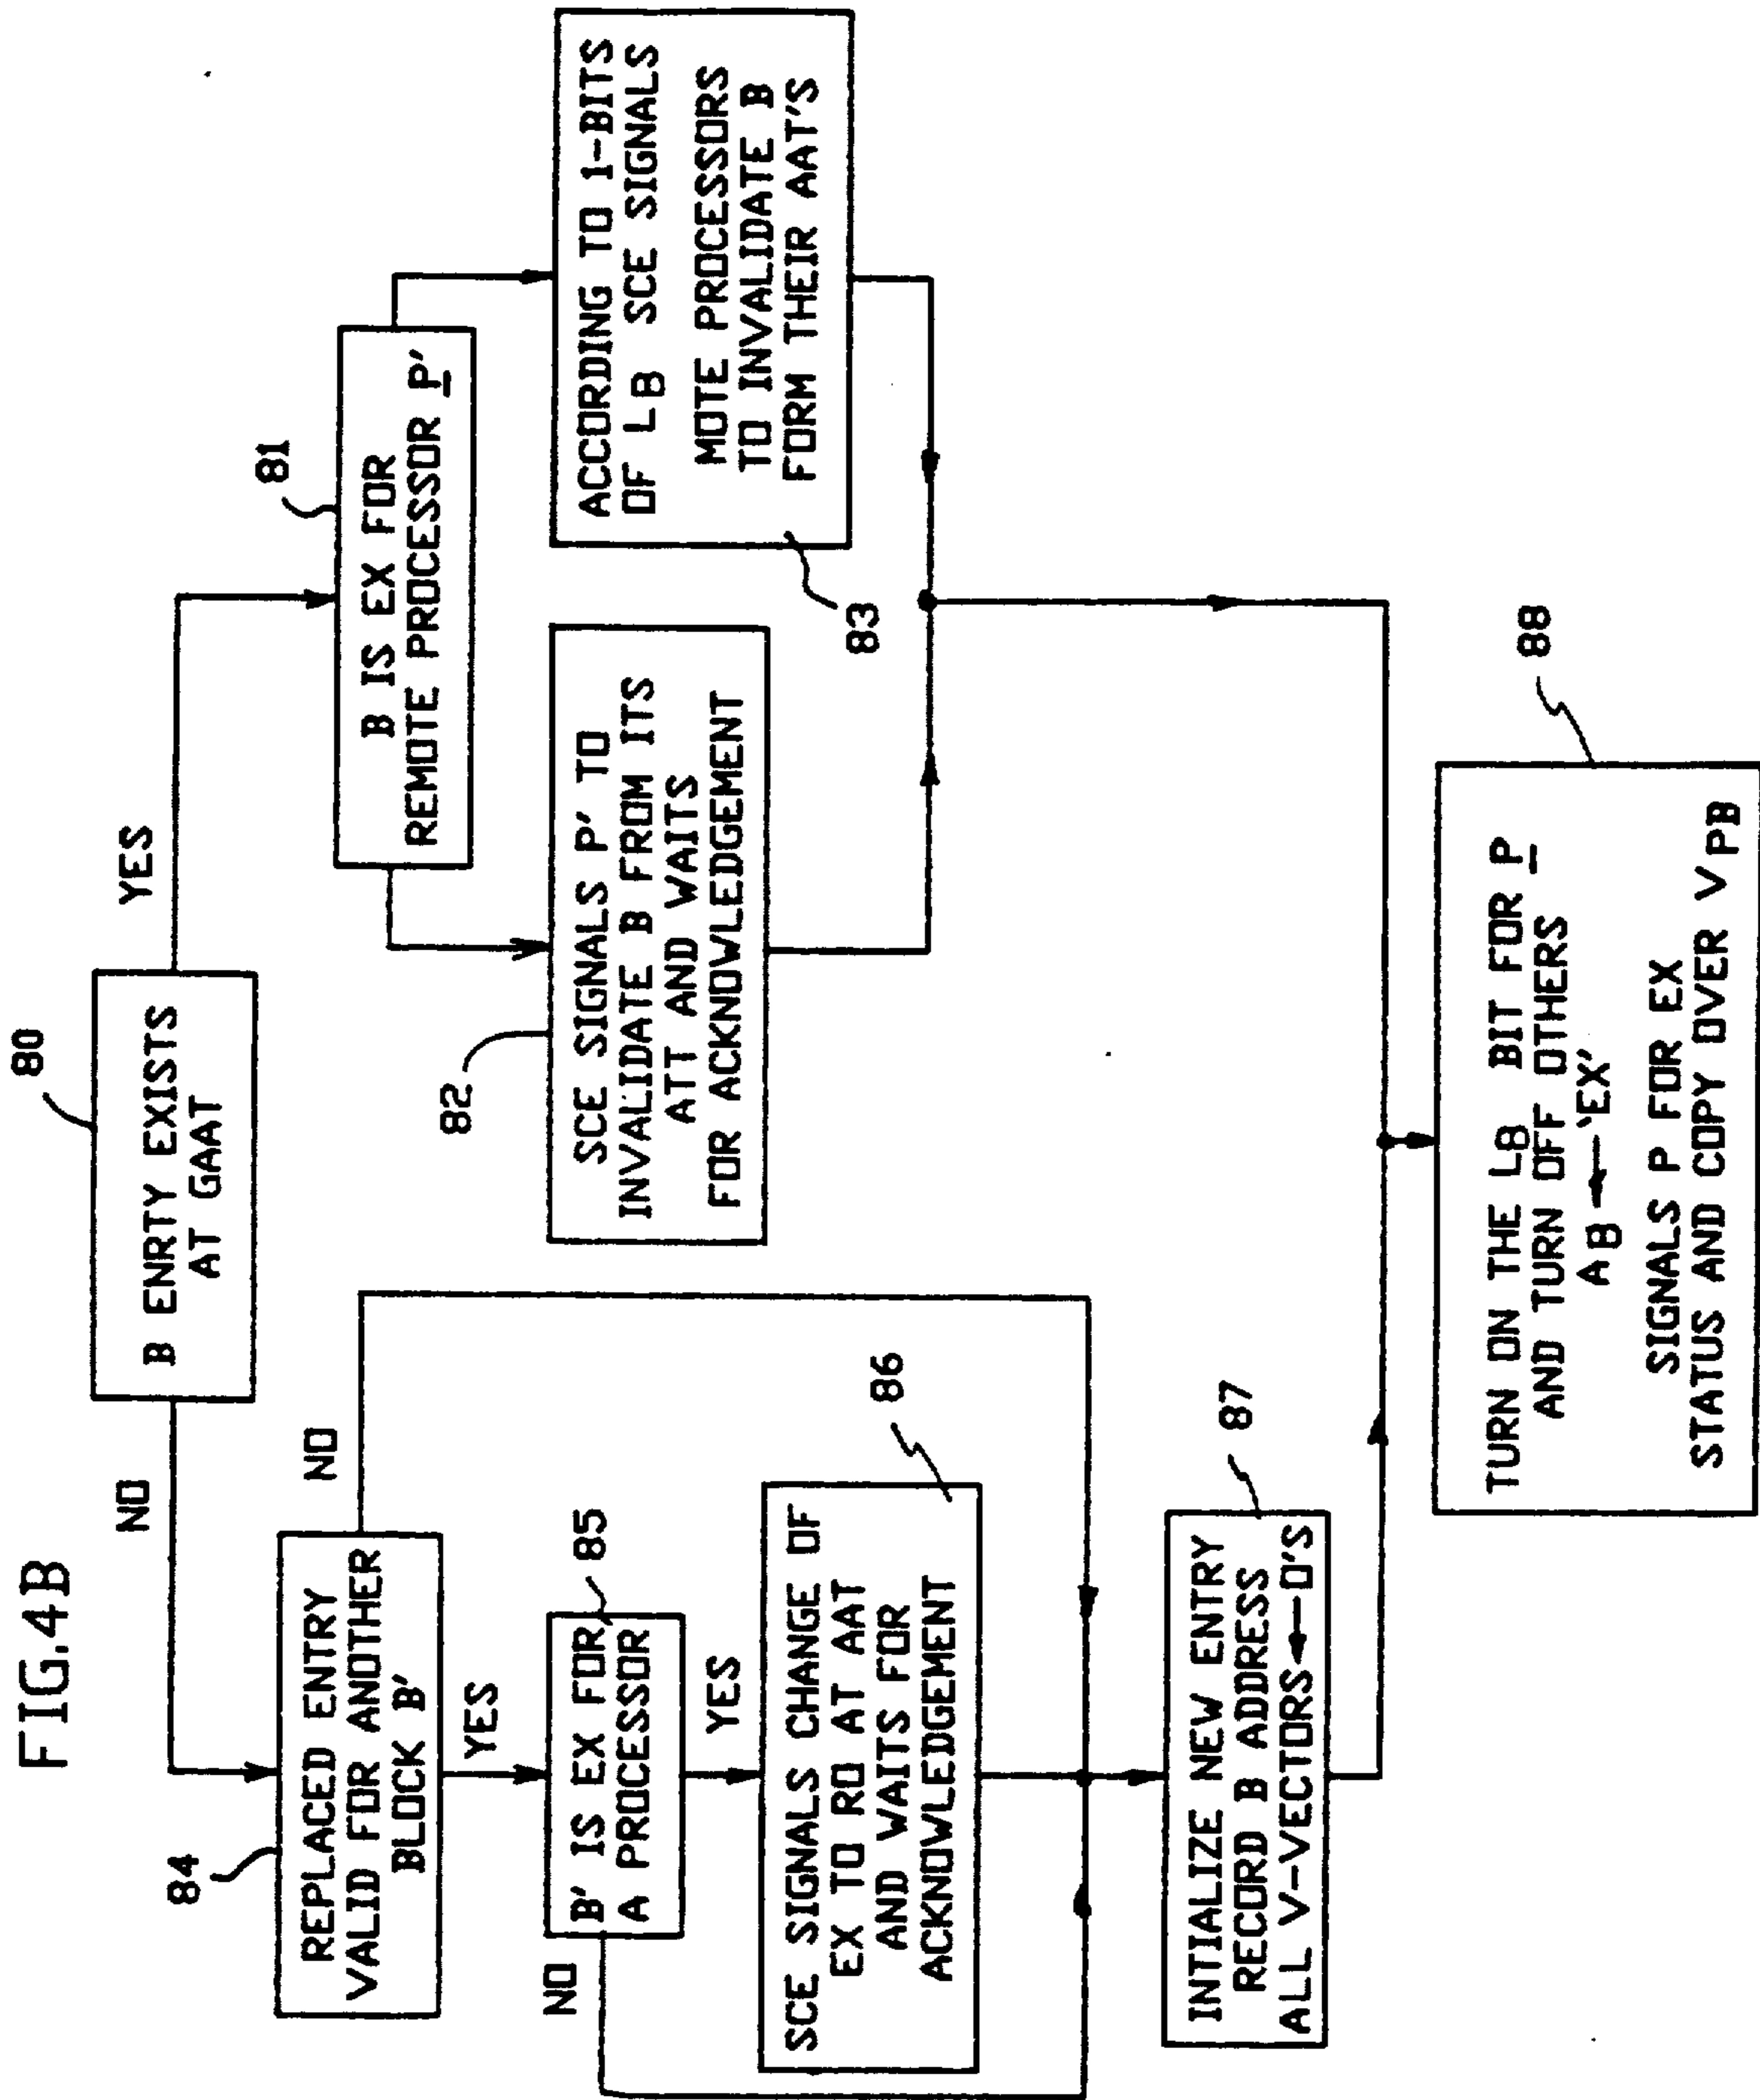 FIG.4B
80
B ENRTY EXISTS
AT GAAT
NO
YES
84
REPLACED ENTRY
VALID FOR ANOTHER
BLOCK B'
NO
YES
85
B' IS EX FOR
A PROCESSOR
NO
YES
86
SCE SIGNALS CHANGE OF
EX TO RO AT AAT
AND WAITS FOR
ACKNOWLEDGEMENT
87
INTIALIZE NEW ENTRY
RECORD B ADDRESS
ALL V-VECTORS←0'S
81
B IS EX FOR
REMOTE PROCESSOR P'
82
SCE SIGNALS P' TO
INVALIDATE B FROM ITS
ATT AND WAITS
FOR ACKNOWLEDGEMENT
83
ACCORDING TO 1-BITS
OF LB SCE SIGNALS
MOTE PROCESSORS
TO INVALIDATE B
FORM THEIR AAT'S
88
TURN ON THE LB BIT FOR P
AND TURN OFF OTHERS
AB←'EX'
SIGNALS P FOR EX
STATUS AND COPY OVER VPB